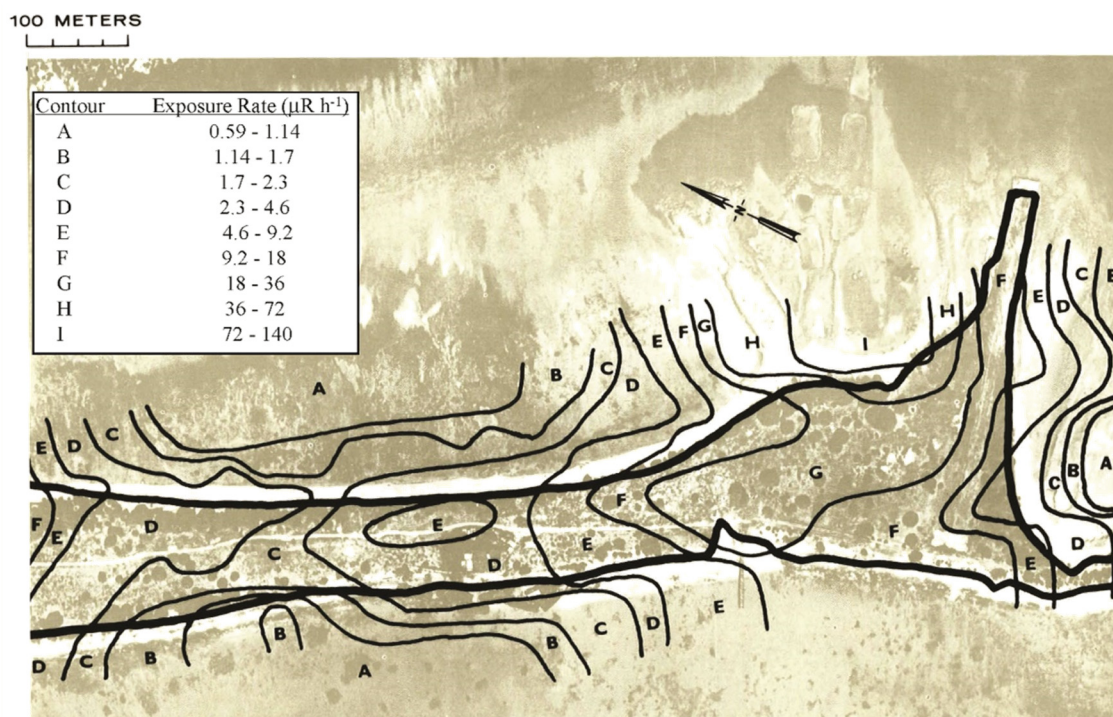 100 METERS
Contour Exposure Rate (µR h⁻¹)
A 0.59 - 1.14
B 1.14 - 1.7
C 1.7 - 2.3
D 2.3 - 4.6
E 4.6 - 9.2
F 9.2 - 18
G 18 - 36
H 36 - 72
I 72 - 140
N
F E D C E
H
E F G H I
B C D
A
E D C
F E D C E D F E G F
C B A
D
E
D C B B A B C D E